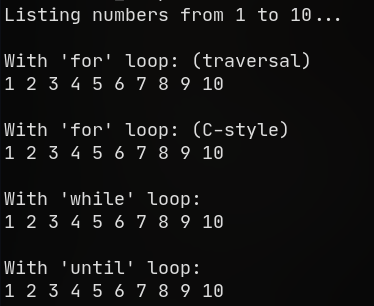 Listing numbers from 1 to 10...
With 'for' loop: (traversal)
1 2 3 4 5 6 7 8 9 10
With 'for' loop: (C-style)
1 2 3 4 5 6 7 8 9 10
With 'while' loop:
1 2 3 4 5 6 7 8 9 10
With 'until' loop:
1 2 3 4 5 6 7 8 9 10